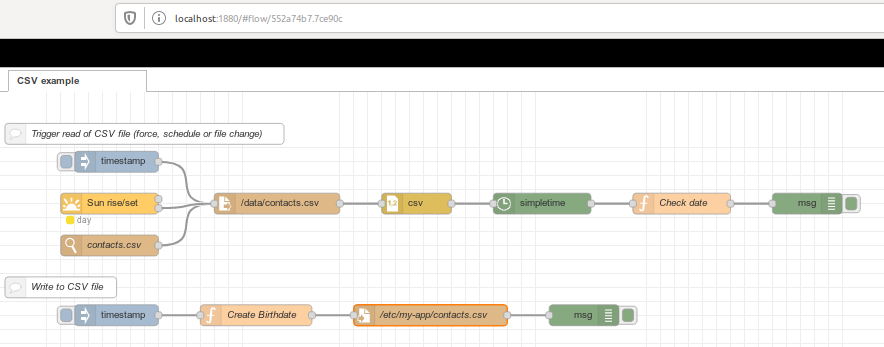 localhost:1880/#flow/552a74b7.7ce90c
CSV example
Trigger read of CSV file (force, schedule or file change)
timestamp
Sun rise/set
/data/contacts.csv
csv
simpletime
Check date
msg
day
contacts.csv
Write to CSV file
timestamp
Create Birthdate
/etc/my-app/contacts.csv
msg